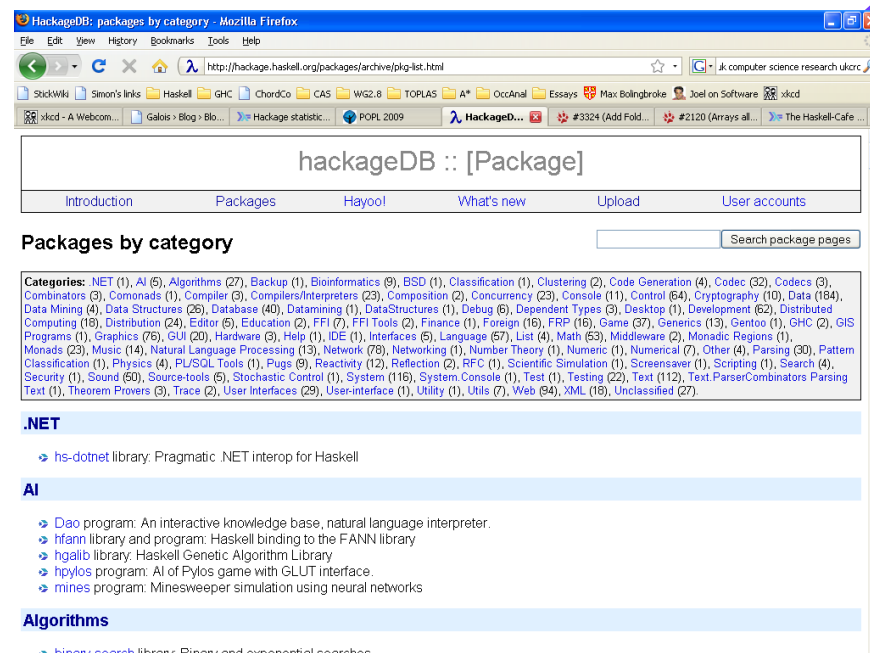 HackageDB: packages by category - Mozilla Firefox
File Edit View History Bookmarks Tools Help
http://hackage.haskell.org/packages/archive/pkg-list.html
uk computer science research ukcrc
StickWiki Simon's links Haskell GHC ChordCo CAS WG2.8 TOPLAS A* OccAnal Essays Max Bolingbroke Joel on Software xkcd
xkcd - A Webcom... Galois › Blog › Blo... Hackage statistic... POPL 2009 HackageD... #3324 (Add Fold... #2120 (Arrays all... The Haskell-Cafe ...
hackageDB :: [Package]
Introduction Packages Hayoo! What's new Upload User accounts
Packages by category
Search package pages
Categories: .NET (1), AI (5), Algorithms (27), Backup (1), Bioinformatics (9), BSD (1), Classification (1), Clustering (2), Code Generation (4), Codec (32), Codecs (3),
Combinators (3), Comonads (1), Compiler (3), Compilers/Interpreters (23), Composition (2), Concurrency (23), Console (11), Control (64), Cryptography (10), Data (184),
Data Mining (4), Data Structures (26), Database (40), Datamining (1), DataStructures (1), Debug (6), Dependent Types (3), Desktop (1), Development (62), Distributed
Computing (18), Distribution (24), Editor (5), Education (2), FFI (7), FFI Tools (2), Finance (1), Foreign (16), FRP (16), Game (37), Generics (13), Gentoo (1), GHC (2), GIS
Programs (1), Graphics (76), GUI (20), Hardware (3), Help (1), IDE (1), Interfaces (5), Language (57), List (4), Math (53), Middleware (2), Monadic Regions (1),
Monads (23), Music (14), Natural Language Processing (13), Network (78), Networking (1), Number Theory (1), Numeric (1), Numerical (7), Other (4), Parsing (30), Pattern
Classification (1), Physics (4), PL/SQL Tools (1), Pugs (9), Reactivity (12), Reflection (2), RFC (1), Scientific Simulation (1), Screensaver (1), Scripting (1), Search (4),
Security (1), Sound (50), Source-tools (5), Stochastic Control (1), System (116), System.Console (1), Test (1), Testing (22), Text (112), Text.ParserCombinators Parsing
Text (1), Theorem Provers (3), Trace (2), User Interfaces (29), User-interface (1), Utility (1), Utils (7), Web (94), XML (18), Unclassified (27).
.NET
hs-dotnet library: Pragmatic .NET interop for Haskell
AI
Dao program: An interactive knowledge base, natural language interpreter.
hfann library and program: Haskell binding to the FANN library
hgalib library: Haskell Genetic Algorithm Library
hpylos program: AI of Pylos game with GLUT interface.
mines program: Minesweeper simulation using neural networks
Algorithms
binary-search library: Binary and exponential searches